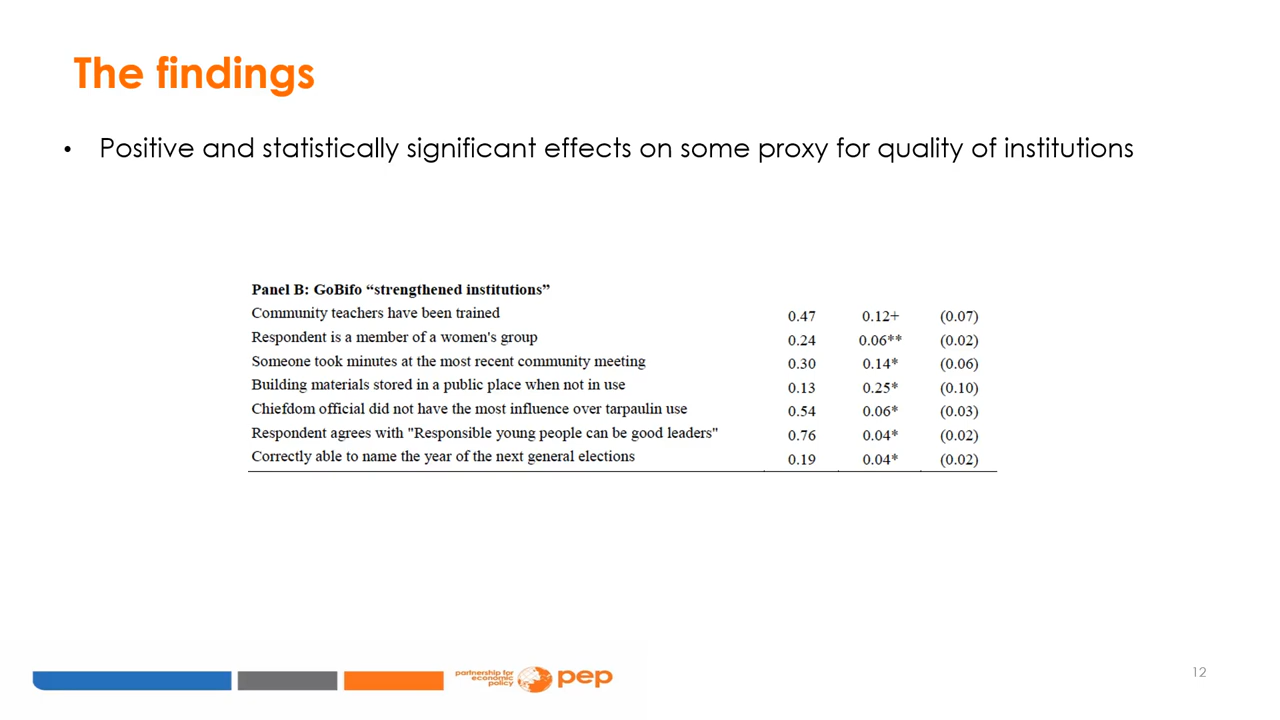 The findings
• Positive and statistically significant effects on some proxy for quality of institutions
Panel B: GoBifo “strengthened institutions”
Community teachers have been trained 0.47 0.12+ (0.07)
Respondent is a member of a women's group 0.24 0.06** (0.02)
Someone took minutes at the most recent community meeting 0.30 0.14* (0.06)
Building materials stored in a public place when not in use 0.13 0.25* (0.10)
Chiefdom official did not have the most influence over tarpaulin use 0.54 0.06* (0.03)
Respondent agrees with "Responsible young people can be good leaders" 0.76 0.04* (0.02)
Correctly able to name the year of the next general elections 0.19 0.04* (0.02)
partnership for
economic
policy
pep
12